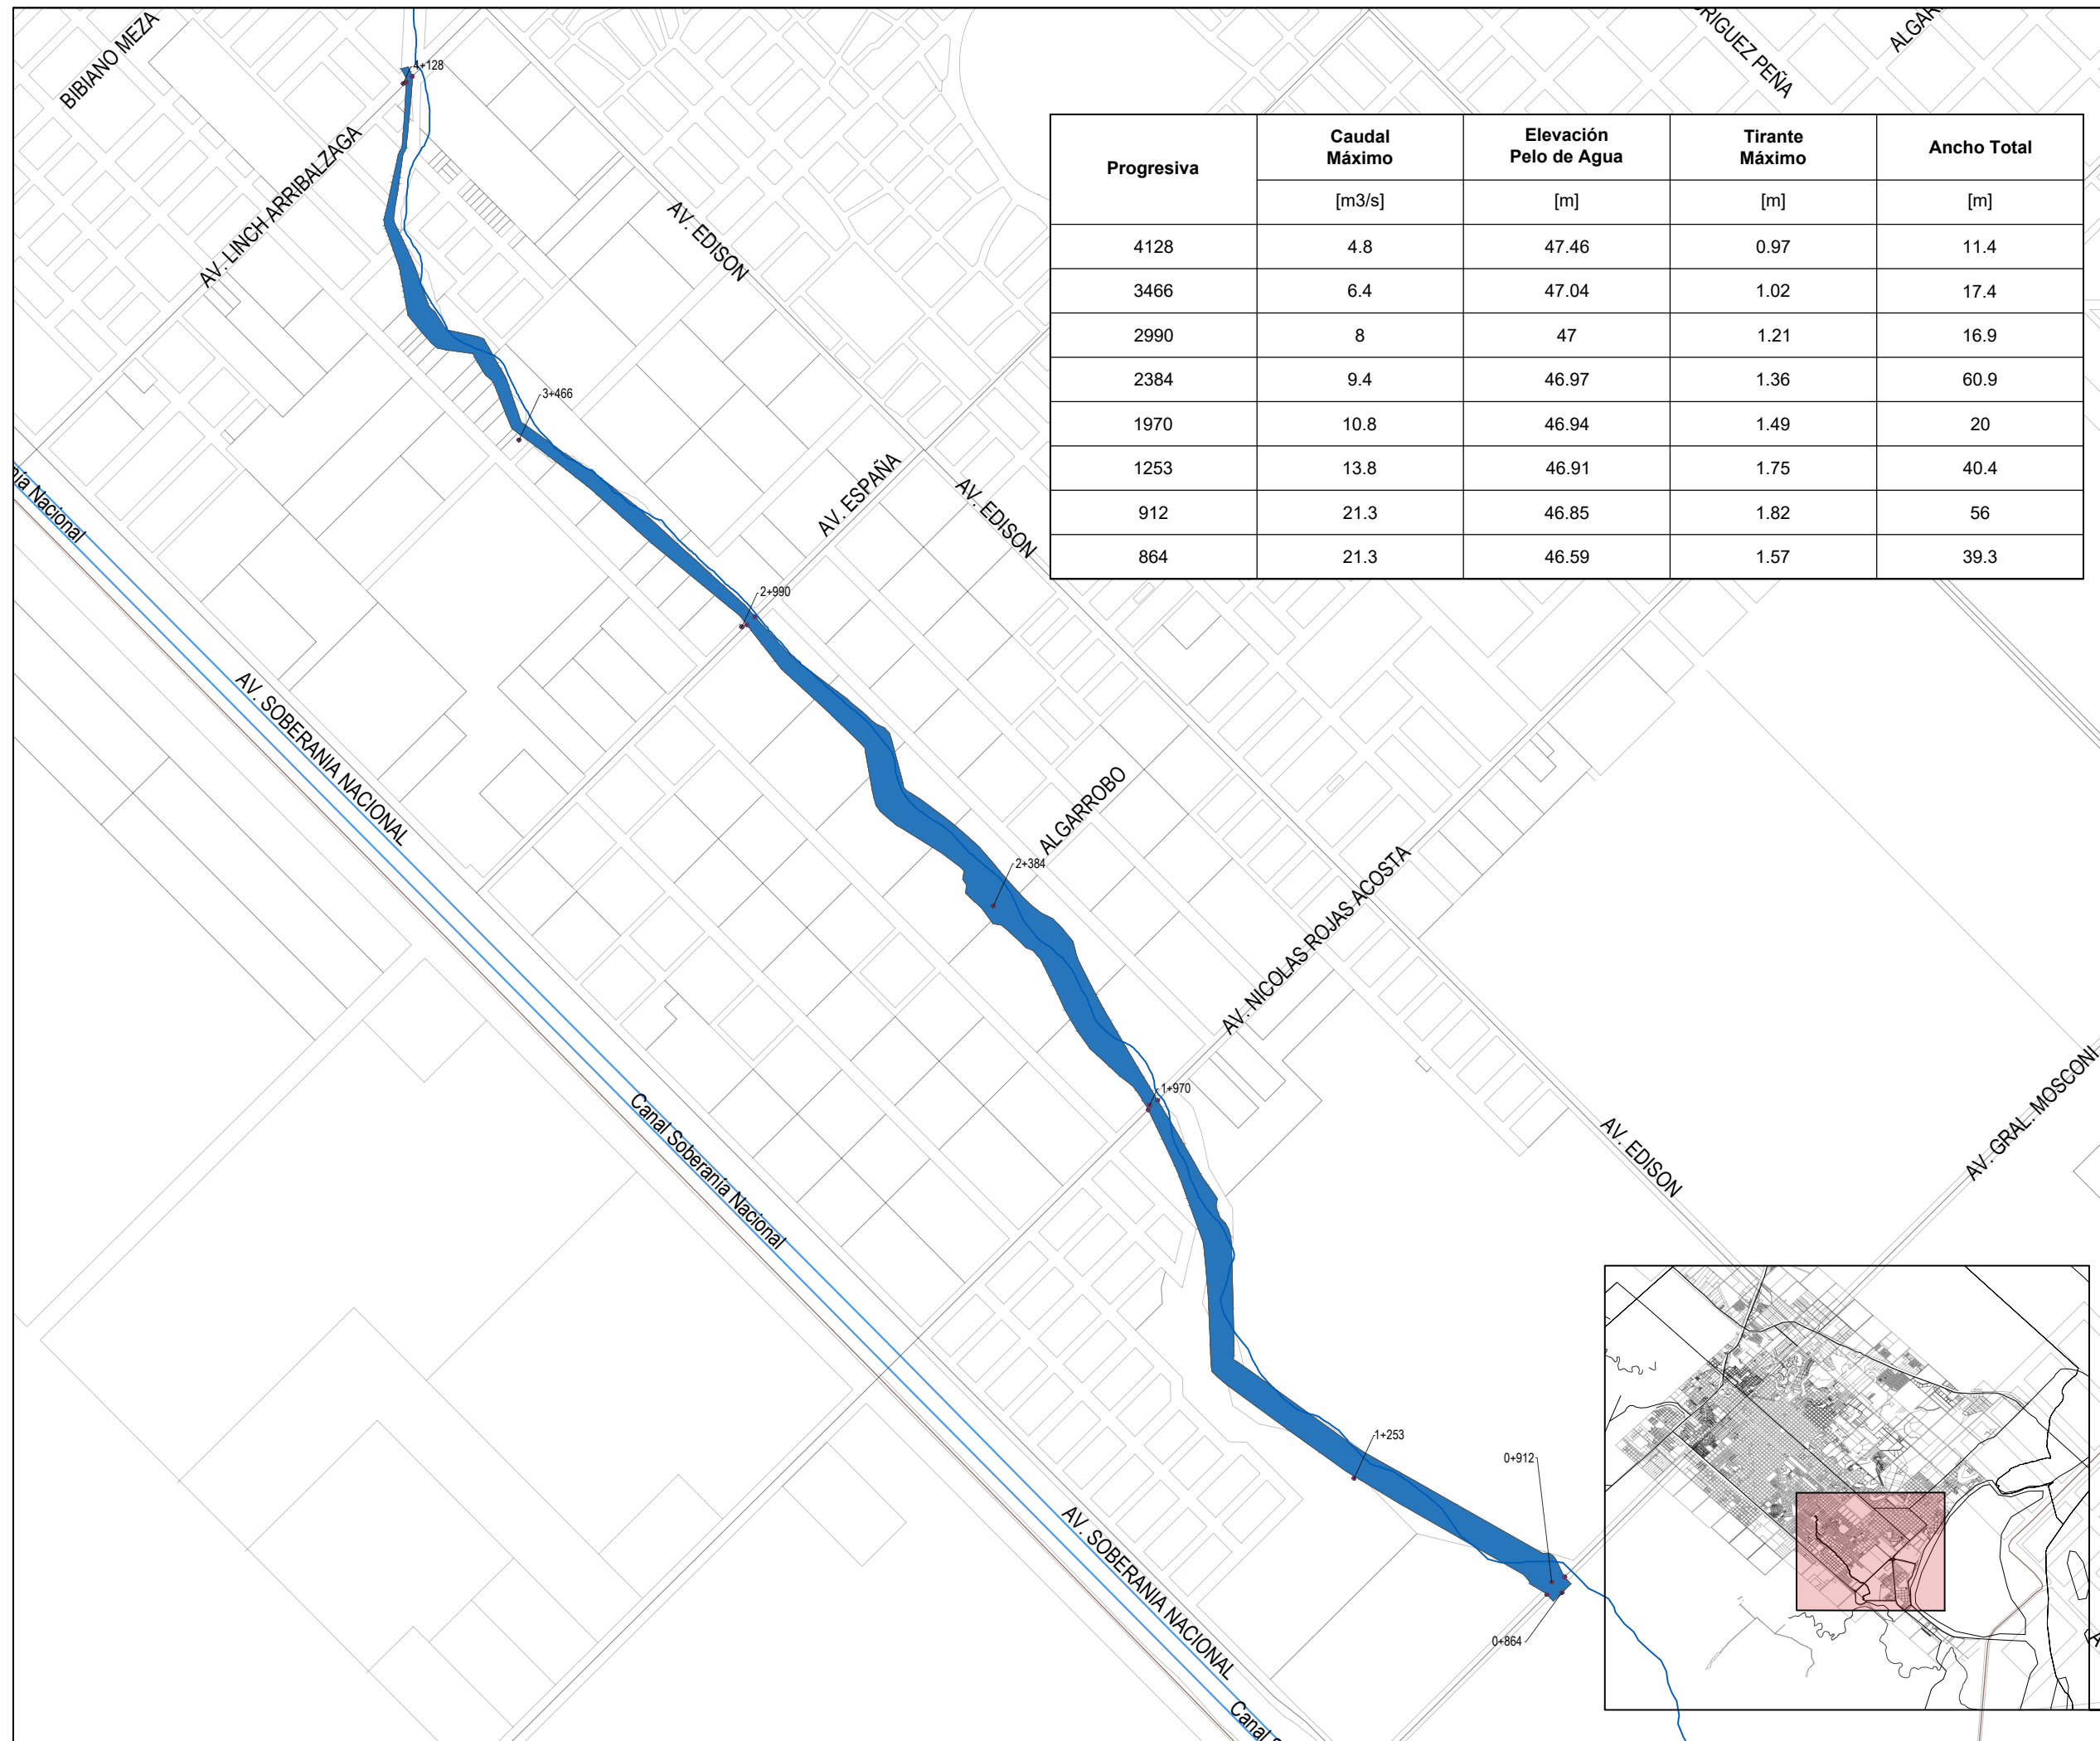 BIBIANO MEZA
4+128
AV. LINCH ARRIBALZAGA
AV. EDISON
Progresiva Caudal Máximo Elevación Pelo de Agua Tirante Máximo Ancho Total
[m3/s] [m] [m] [m]
4128 4.8 47.46 0.97 11.4
3466 6.4 47.04 1.02 17.4
2990 8 47 1.21 16.9
2384 9.4 46.97 1.36 60.9
1970 10.8 46.94 1.49 20
1253 13.8 46.91 1.75 40.4
912 21.3 46.85 1.82 56
864 21.3 46.59 1.57 39.3
3+466
AV. ESPAÑA
AV. EDISON
Nacional
2+990
AV. SOBERANIA NACIONAL
ALGARROBO
2+384
AV. NICOLAS ROJAS ACOSTA
1+970
Canal Soberanía Nacional
AV. EDISON
AV. GRAL. MOSCONI
1+253
0+912
AV. SOBERANIA NACIONAL
0+864
Canal
RIGUEZ PEÑA
ALGAR